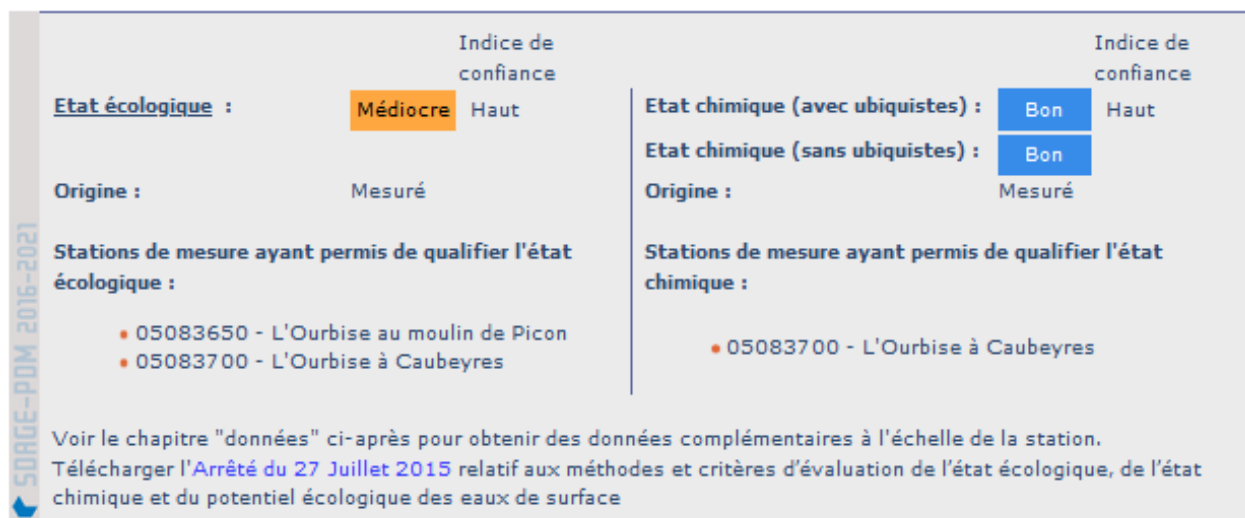 Indice de
confiance
Etat écologique : Médiocre Haut
Origine : Mesuré
Stations de mesure ayant permis de qualifier l'état
écologique :
• 05083650 - L'Ourbise au moulin de Picon
• 05083700 - L'Ourbise à Caubeyres
Indice de
confiance
Etat chimique (avec ubiquistes) : Bon Haut
Etat chimique (sans ubiquistes) : Bon
Origine : Mesuré
Stations de mesure ayant permis de qualifier l'état
chimique :
• 05083700 - L'Ourbise à Caubeyres
Voir le chapitre "données" ci-après pour obtenir des données complémentaires à l'échelle de la station.
Télécharger l'Arrêté du 27 Juillet 2015 relatif aux méthodes et critères d’évaluation de l’état écologique, de l’état
chimique et du potentiel écologique des eaux de surface
SDAGE-PDM 2016-2021